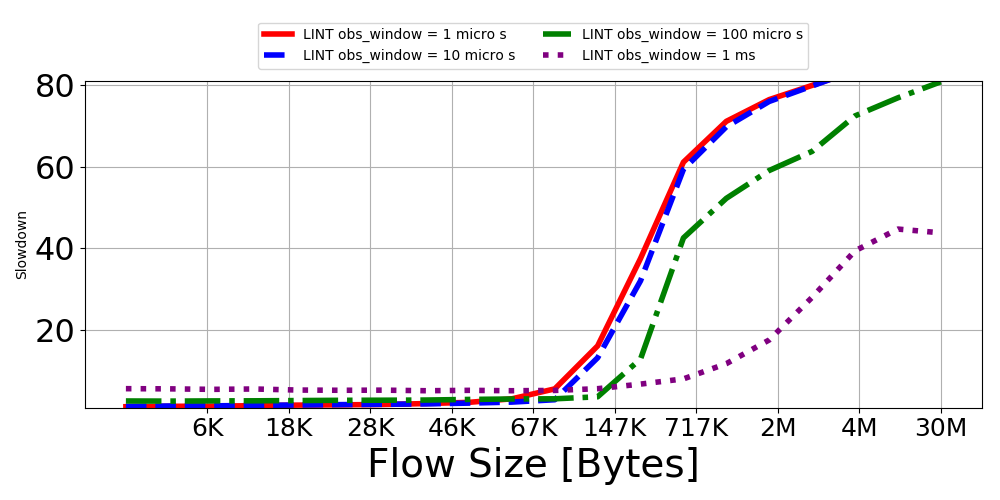 LINT obs_window = 1 micro s
LINT obs_window = 10 micro s
LINT obs_window = 100 micro s
LINT obs_window = 1 ms
80
60
40
20
Slowdown
6K 18K 28K 46K 67K 147K 717K 2M 4M 30M
Flow Size [Bytes]